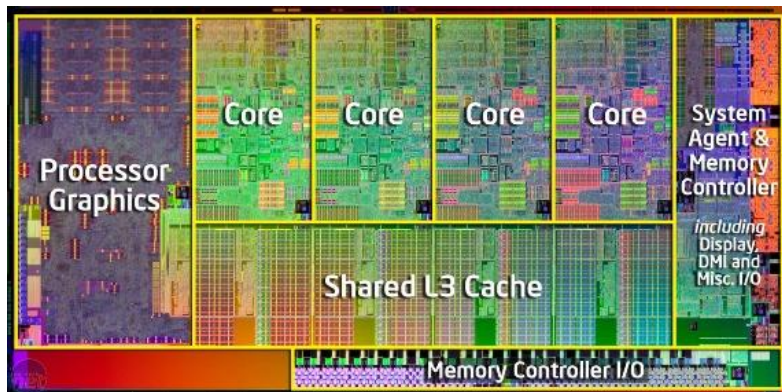 Processor
Graphics
Core
Core
Core
Core
System
Agent &
Memory
Controller
including
Display,
DMI and
Misc. I/O
Shared L3 Cache
Memory Controller I/O